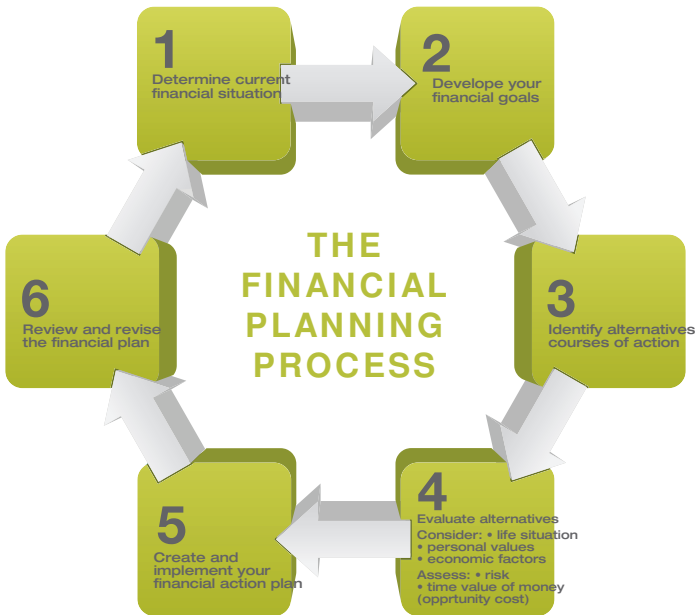 1
Determine current
financial situation
2
Develope your
financial goals
THE
FINANCIAL
PLANNING
PROCESS
3
Identify alternatives
courses of action
4
Evaluate alternatives
Consider: • life situation
• personal values
• economic factors
Assess: • risk
• time value of money
(opprtunity cost)
5
Create and
implement your
financial action plan
6
Review and revise
the financial plan